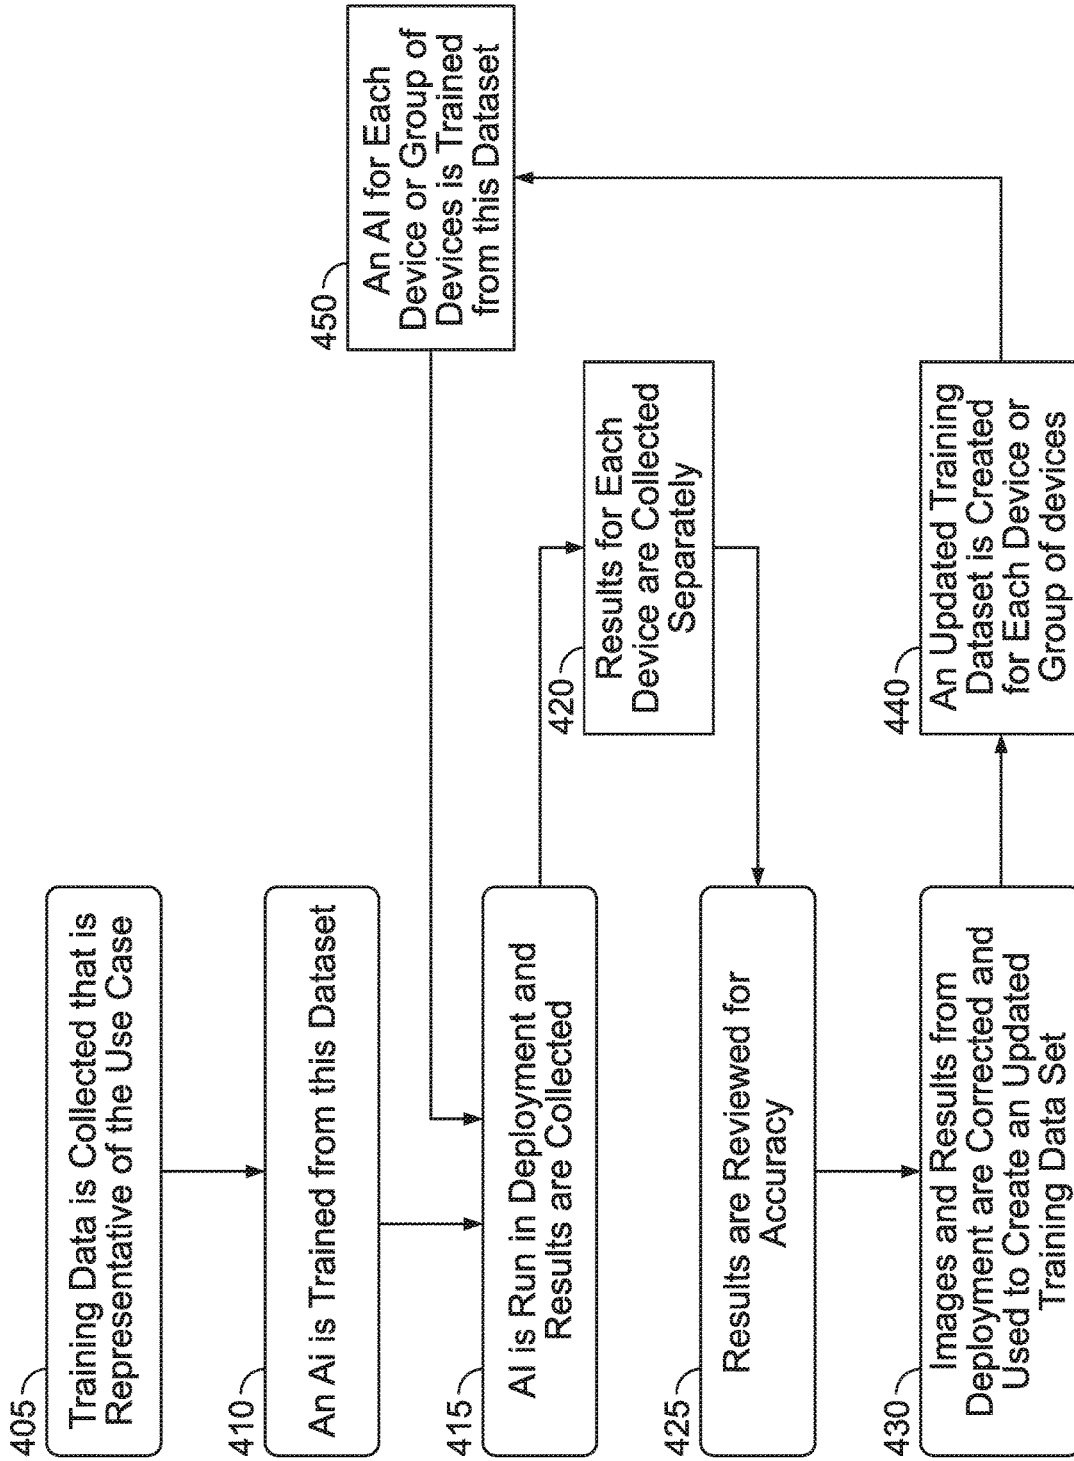 405
Training Data is Collected that is
Representative of the Use Case
410
An Ai is Trained from this Dataset
415
AI is Run in Deployment and
Results are Collected
420
Results for Each
Device are Collected
Separately
425
Results are Reviewed for
Accuracy
430
Images and Results from
Deployment are Corrected and
Used to Create an Updated
Training Data Set
440
An Updated Training
Dataset is Created
for Each Device or
Group of devices
450
An AI for Each
Device or Group of
Devices is Trained
from this Dataset